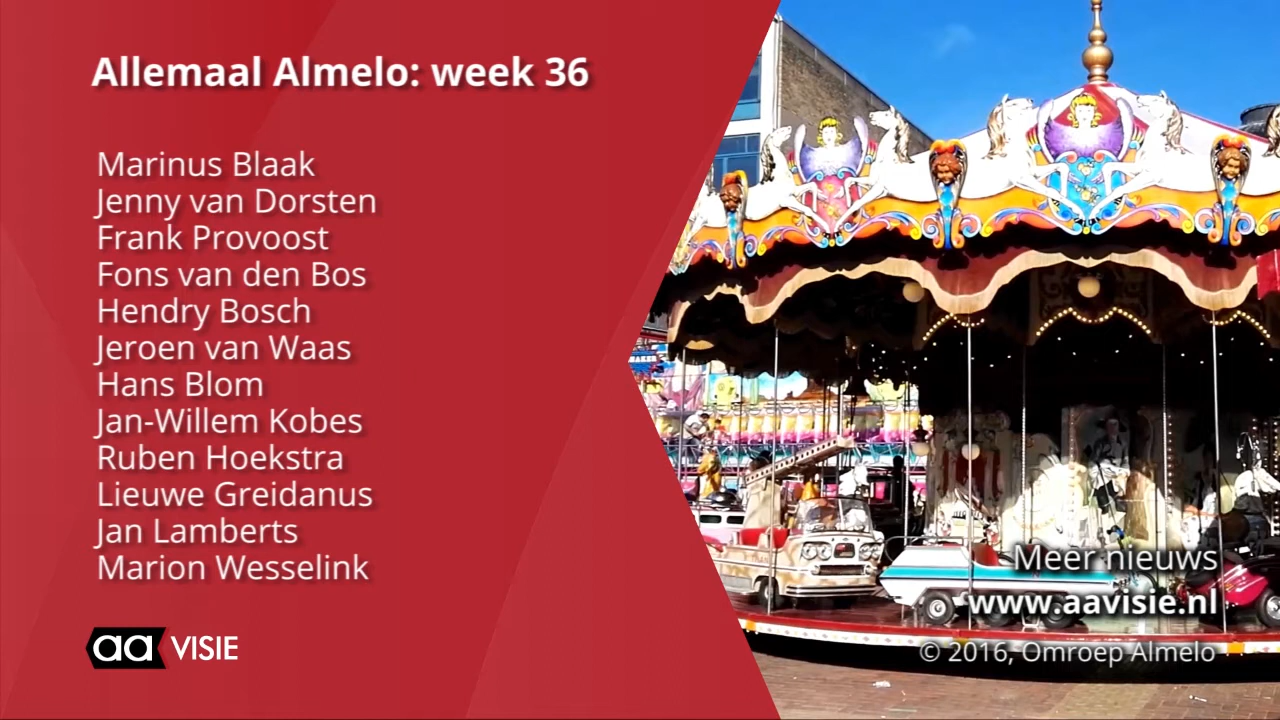 Allemaal Almelo: week 36
Marinus Blaak
Jenny van Dorsten
Frank Provoost
Fons van den Bos
Hendry Bosch
Jeroen van Waas
Hans Blom
Jan-Willem Kobes
Ruben Hoekstra
Lieuwe Greidanus
Jan Lamberts
Marion Wesselink
aa VISIE
Meer nieuws
www.aavisie.nl
© 2016, Omroep Almelo